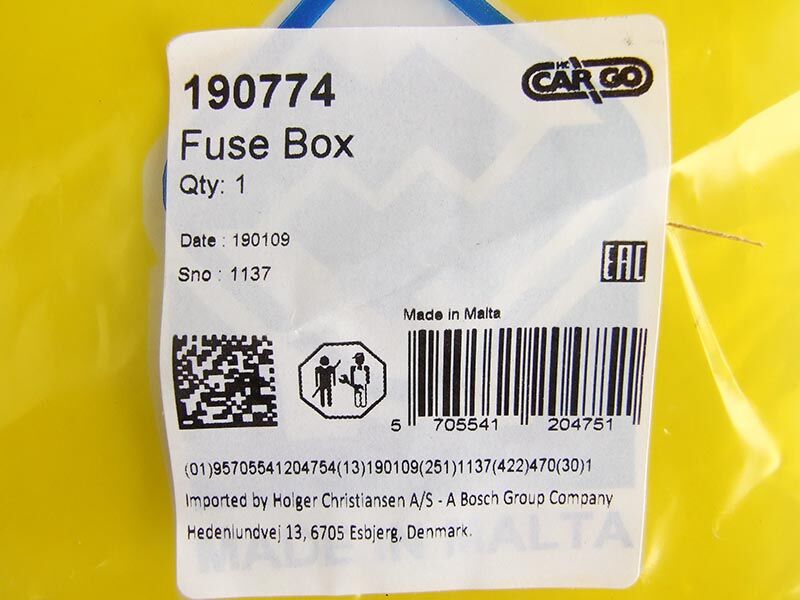 190774
HC CARGO
Fuse Box
Qty: 1
Date : 190109
Sno : 1137
EAC
Made in Malta
5 705541 204751
(01)95705541204754(13)190109(251)1137(422)470(30)1
Imported by Holger Christiansen A/S - A Bosch Group Company
Hedenlundvej 13, 6705 Esbjerg, Denmark.
MADE IN MALTA